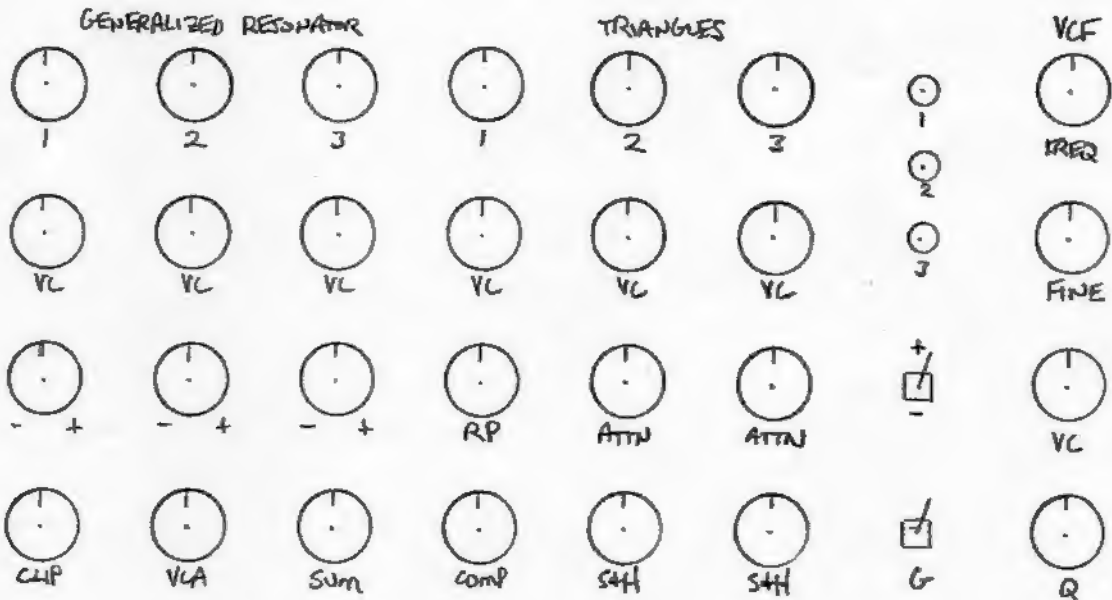 GENERALIZED RESONATOR TRIANGLES VCF
1 2 3 1 2 3 1 FREQ
2
VC VC VC VC VC VC 3 FINE
+
- + - + - + RP ATTN ATTN - VC
CLIP VCA SUM COMP S+H S+H G Q